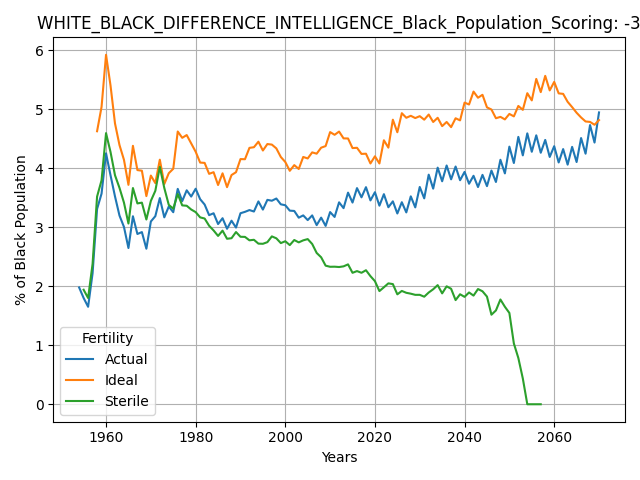 WHITE_BLACK_DIFFERENCE_INTELLIGENCE_Black_Population_Scoring: -3
% of Black Population
6
5
4
3
2
1
0
Fertility
Actual
Ideal
Sterile
1960 1980 2000 2020 2040 2060
Years